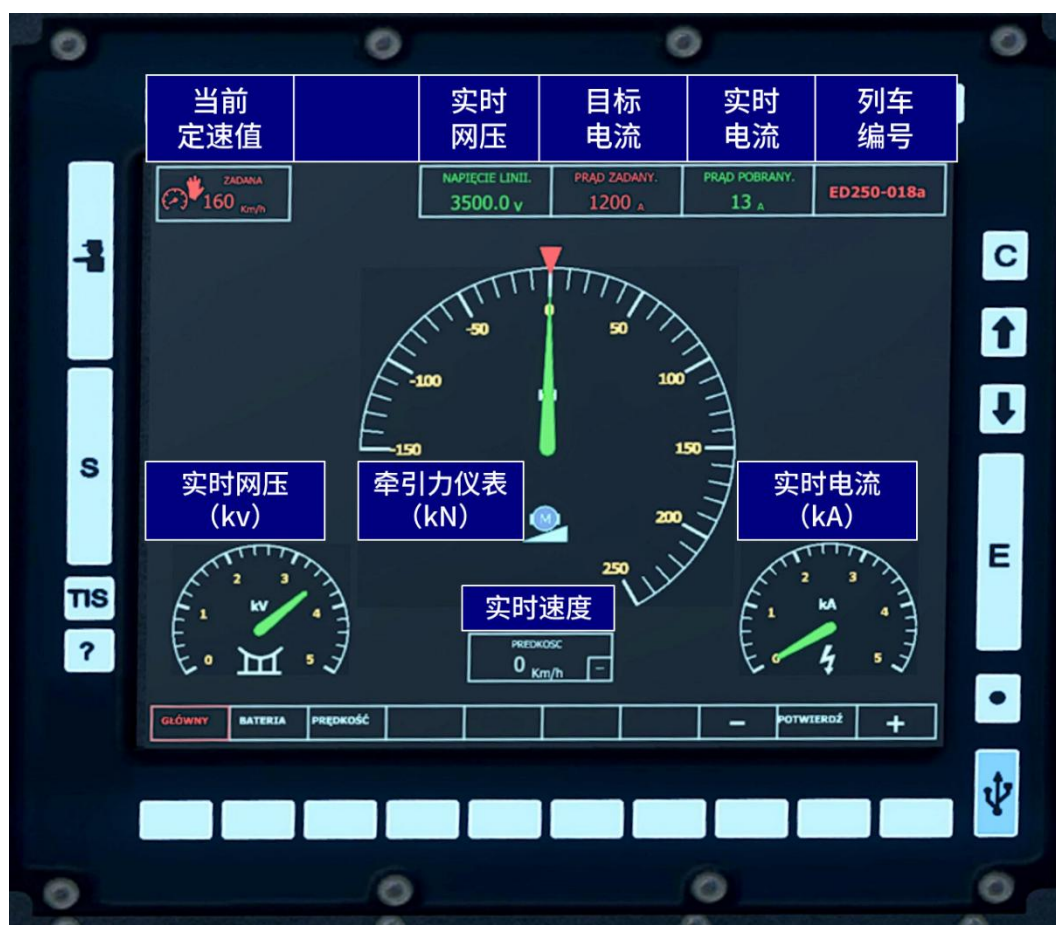 当前
定速值
实时
网压
目标
电流
实时
电流
列车
编号
ZADANA
160 Km/h
NAPIĘCIE LINII.
3500.0 V
PRĄD ZADANY.
1200 A
PRĄD POBRANY.
13 A
ED250-018a
C
S
TIS
?
E
-150
-100
-50
0
50
100
150
200
250
实时网压
（kv）
牵引力仪表
（kN）
实时电流
（kA）
M
实时速度
0
1
2
3
4
5
kV
PREDKOSC
0 Km/h
−
0
1
2
3
4
5
kA
GŁÓWNY BATERIA PRĘDKOŚĆ − POTWIERDŹ +